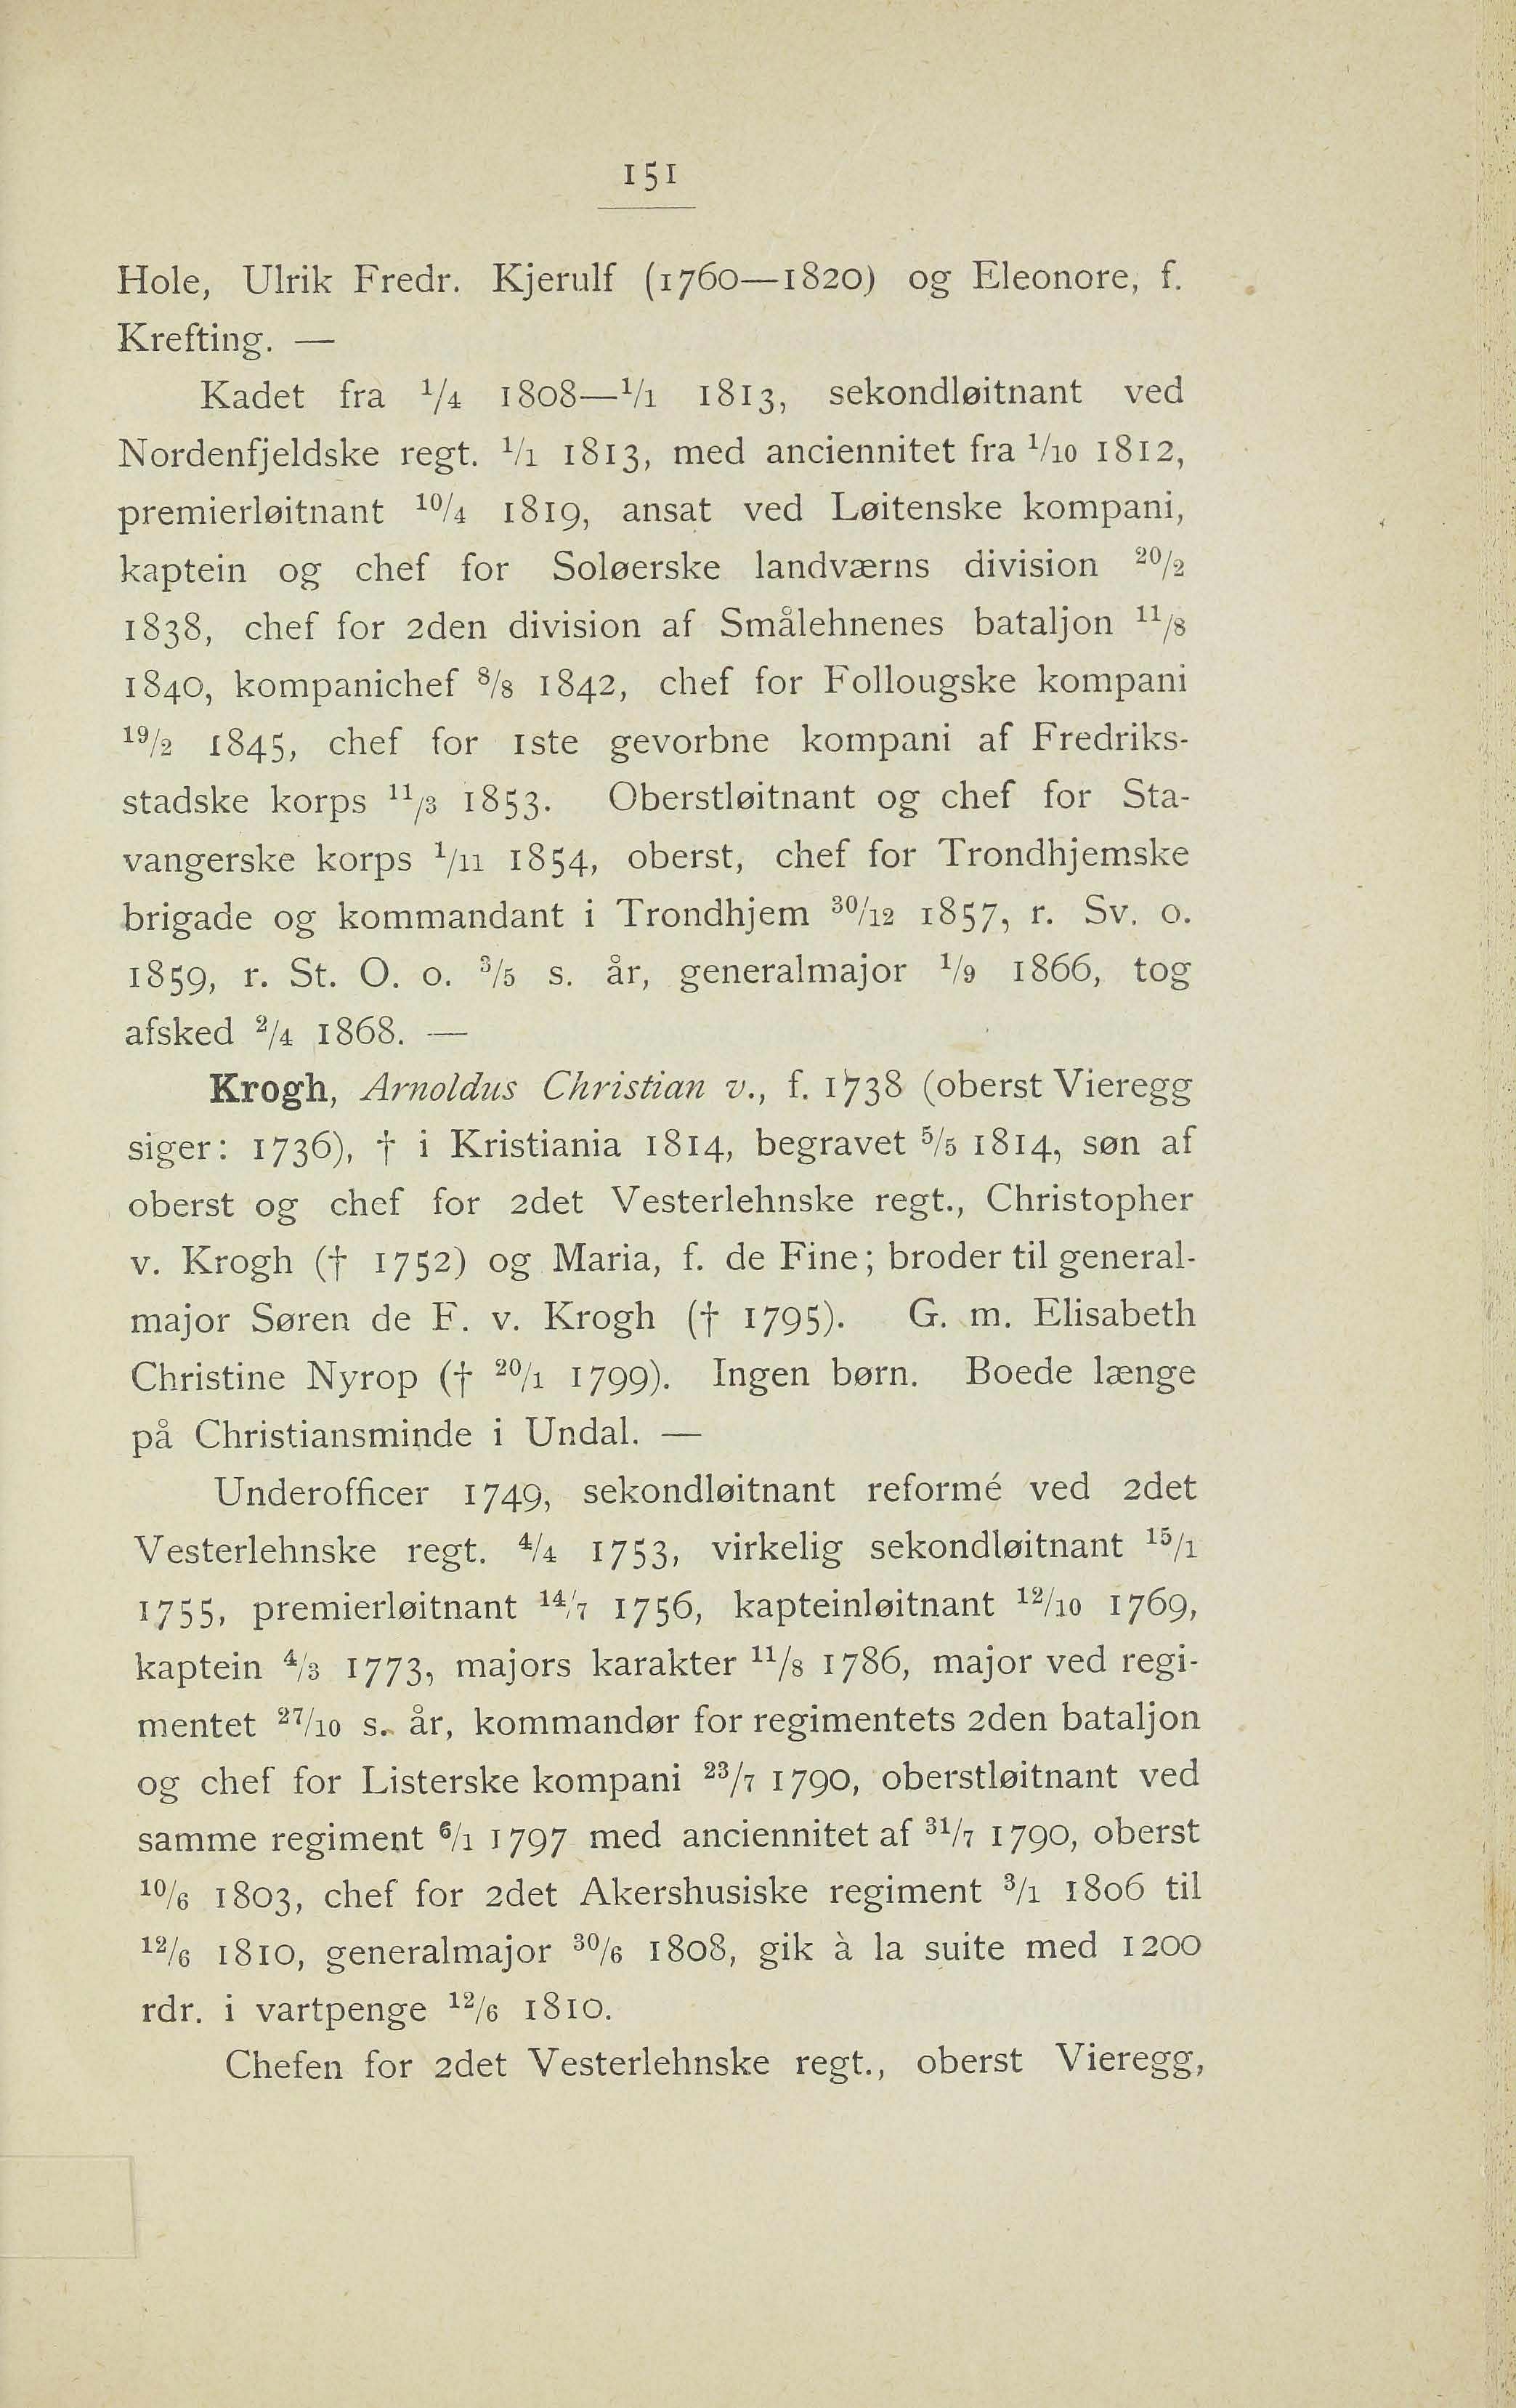 151
Hole, Ulrik Fredr. Kjerulf (1760—1820) og Eleonore, f.
Krefting. —
Kadet fra 1/4 1808—1/1 1813, sekondløitnant ved
Nordenfjeldske regt. 1/1 1813, med anciennitet fra 1/10 1812,
premierløitnant 10/4 1819, ansat ved Løitenske kompani,
kaptein og chef for Soløerske landværns division 20/2
1838, chef for 2den division af Smålehnenes bataljon 11/8
1840, kompanichef 8/8 1842, chef for Follougske kompani
19/2 1845, chef for 1ste gevorbne kompani af Fredriks-
stadske korps 11/3 1853. Oberstløitnant og chef for Sta-
vangerske korps 1/11 1854, oberst, chef for Trondhjemske
brigade og kommandant i Trondhjem 30/12 1857, r. Sv. o.
1859, r. St. O. o. 3/5 s. år, generalmajor 1/9 1866, tog
afsked 2/4 1868. —
Krogh, Arnoldus Christian v., f. 1738 (oberst Vieregg
siger: 1736), † i Kristiania 1814, begravet 5/5 1814, søn af
oberst og chef for 2det Vesterlehnske regt., Christopher
v. Krogh († 1752) og Maria, f. de Fine; broder til general-
major Søren de F. v. Krogh († 1795). G. m. Elisabeth
Christine Nyrop († 20/1 1799). Ingen børn. Boede længe
på Christiansminde i Undal. —
Underofficer 1749, sekondløitnant reformé ved 2det
Vesterlehnske regt. 4/4 1753, virkelig sekondløitnant 15/1
1755, premierløitnant 14/7 1756, kapteinløitnant 12/10 1769,
kaptein 4/3 1773, majors karakter 11/8 1786, major ved regi-
mentet 27/10 s. år, kommandør for regimentets 2den bataljon
og chef for Listerske kompani 23/7 1790, oberstløitnant ved
samme regiment 6/1 1797 med anciennitet af 31/7 1790, oberst
10/6 1803, chef for 2det Akershusiske regiment 3/1 1806 til
12/6 1810, generalmajor 30/6 1808, gik à la suite med 1200
rdr. i vartpenge 12/6 1810.
Chefen for 2det Vesterlehnske regt., oberst Vieregg,